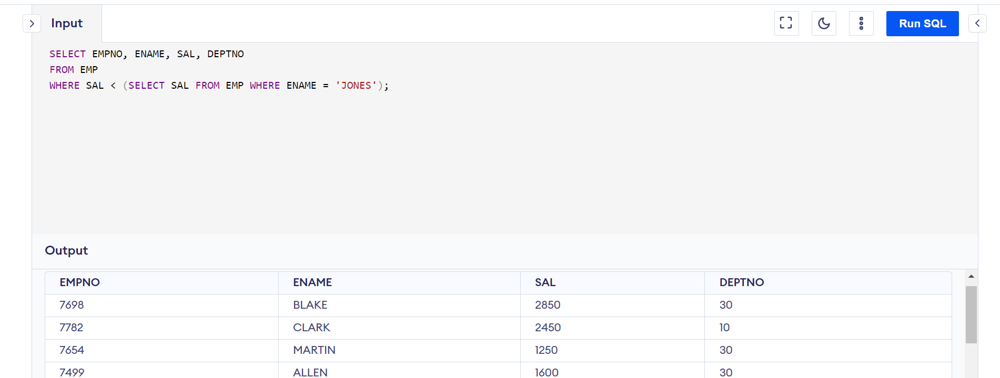 Input
Run SQL
SELECT EMPNO, ENAME, SAL, DEPTNO
FROM EMP
WHERE SAL < (SELECT SAL FROM EMP WHERE ENAME = 'JONES');
Output
EMPNO ENAME SAL DEPTNO
7698 BLAKE 2850 30
7782 CLARK 2450 10
7654 MARTIN 1250 30
7499 ALLEN 1600 30